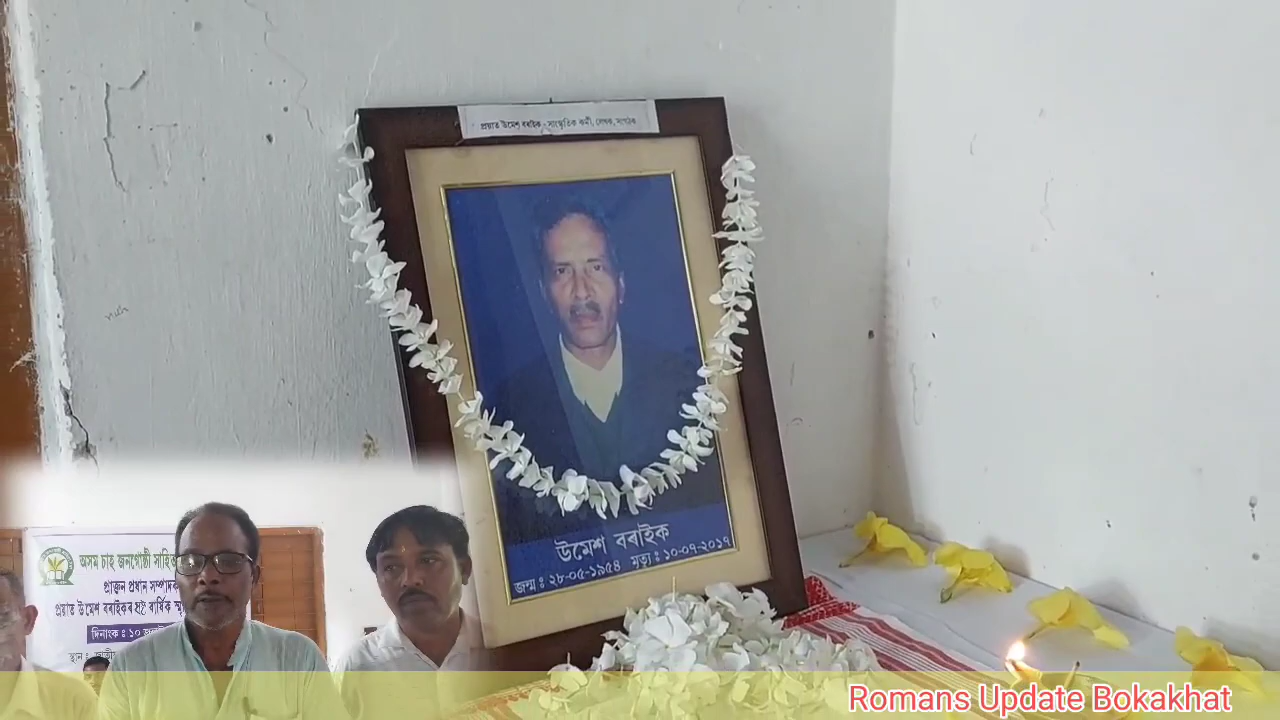 প্ৰয়াত উমেশ বৰাইক - সাংস্কৃতিক কৰ্মী, লেখক, সংগঠক
উমেশ বৰাইক
জন্ম : ২৮-০৫-১৯৫৪ মৃত্যু : ১০-০৭-২০১৭
অসম চাহ জনগোষ্ঠী
প্ৰাক্তন প্ৰধান সম্পাদক
প্ৰয়াত উমেশ বৰাইকৰ
বাৰ্ষিক
দিনাংক : ১০
স্থান :
Romans Update Bokakhat